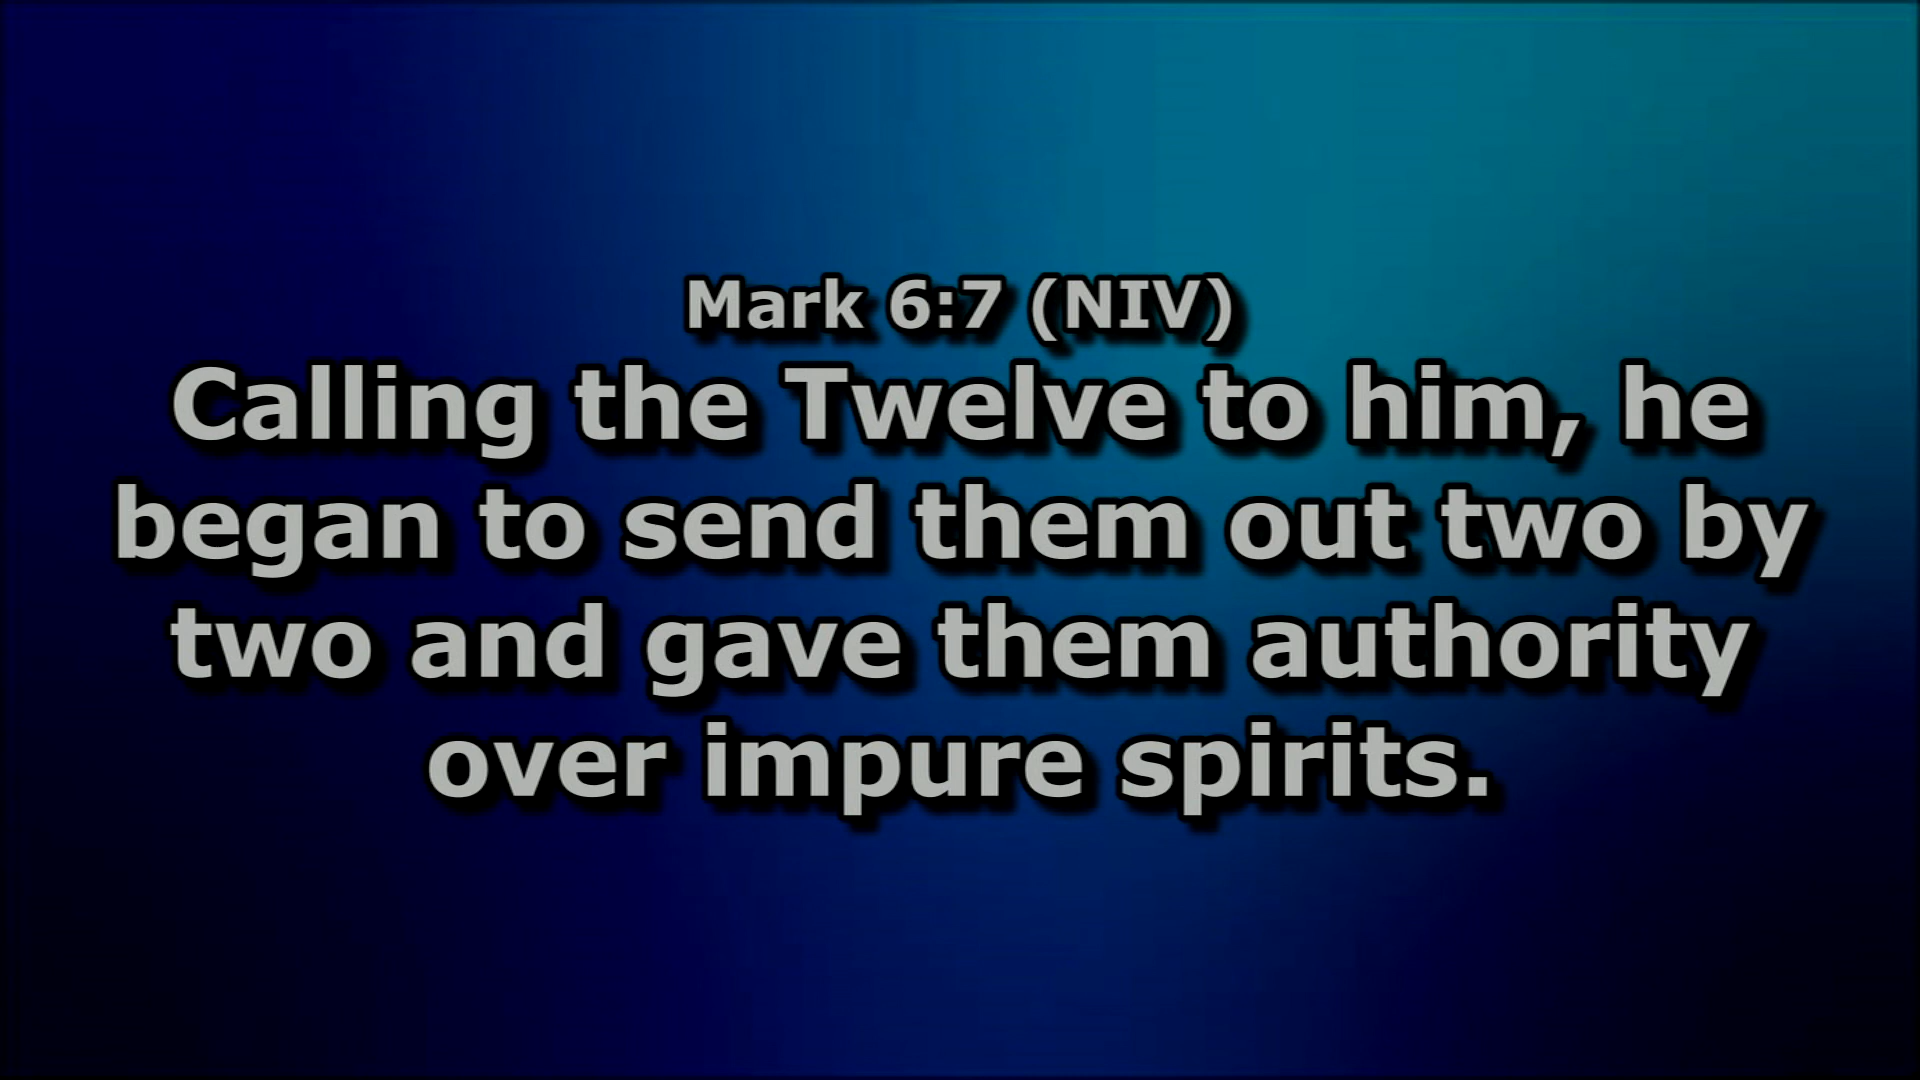 Mark 6:7 (NIV)
Calling the Twelve to him, he
began to send them out two by
two and gave them authority
over impure spirits.